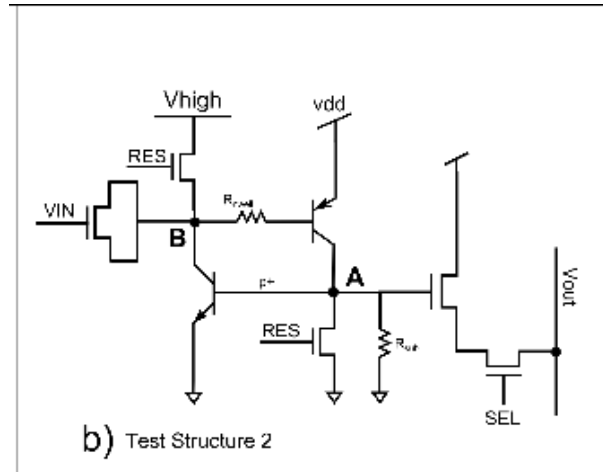 Vhigh
vdd
RES
VIN
B
A
p+
RES
Vout
SEL
b) Test Structure 2